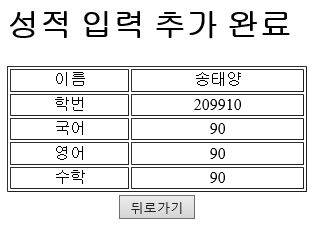 성적 입력 추가 완료
이름 송태양
학번 209910
국어 90
영어 90
수학 90
뒤로가기